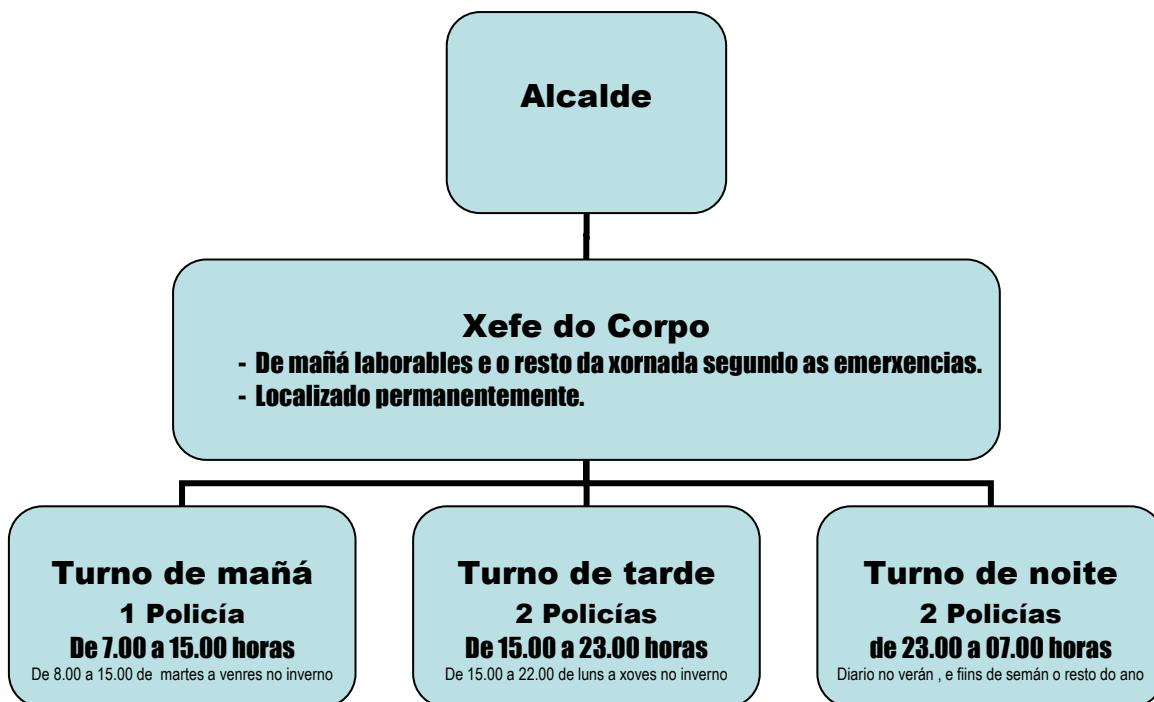 Alcalde
Xefe do Corpo
- De mañá laborables e o resto da xornada segundo as emerxencias.
- Localizado permanentemente.
Turno de mañá
1 Policía
De 7.00 a 15.00 horas
De 8.00 a 15.00 de martes a venres no inverno
Turno de tarde
2 Policías
De 15.00 a 23.00 horas
De 15.00 a 22.00 de luns a xoves no inverno
Turno de noite
2 Policías
de 23.00 a 07.00 horas
Diario no verán , e fiins de semán o resto do ano